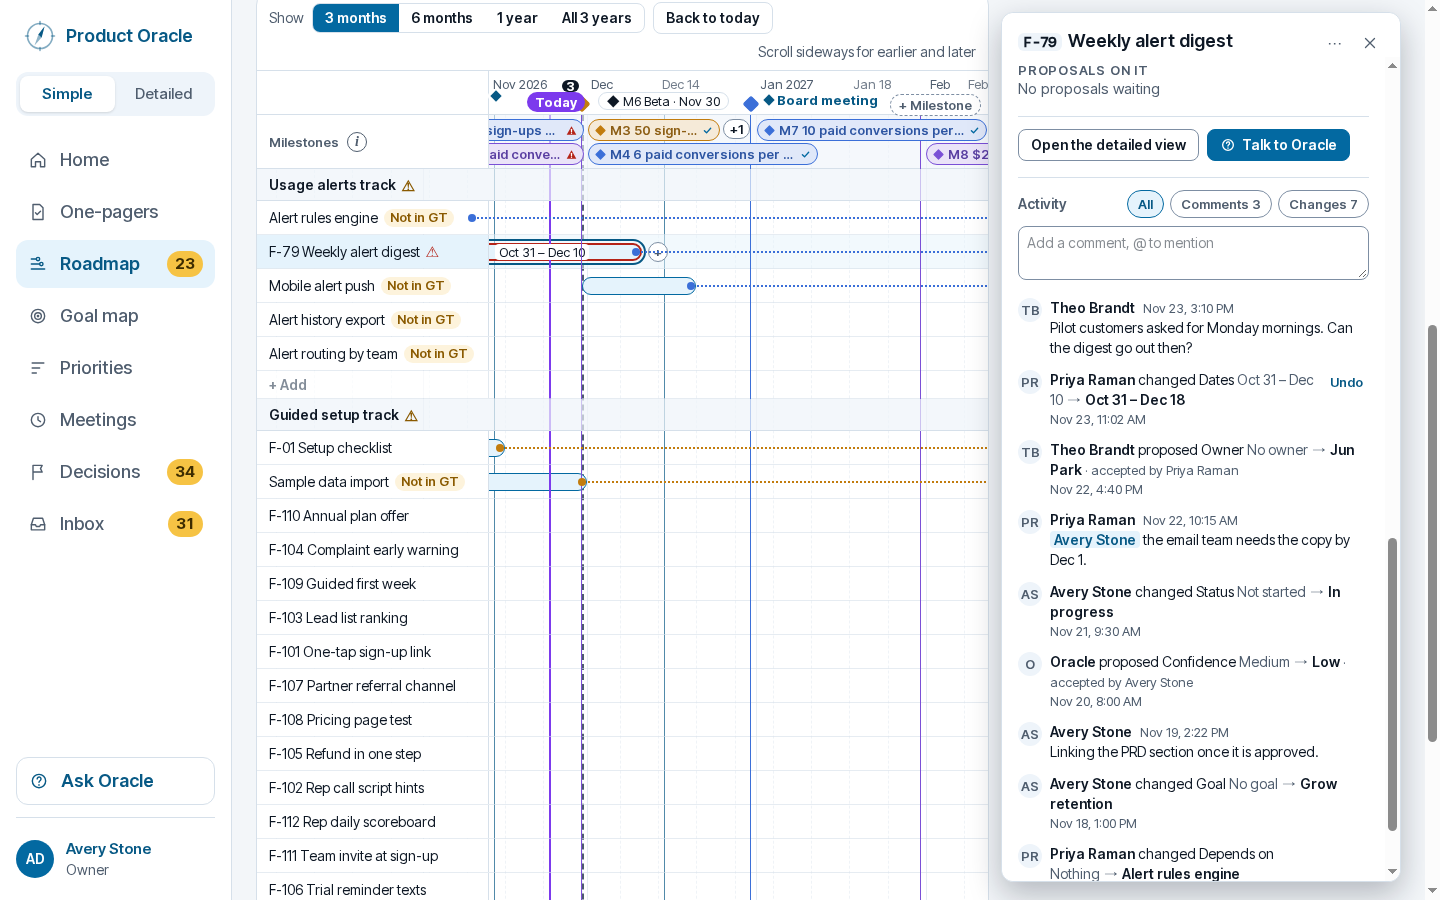 Product Oracle
Simple
Detailed
Home
One-pagers
Roadmap 23
Goal map
Priorities
Meetings
Decisions 34
Inbox 31
Ask Oracle
AD
Avery Stone
Owner
Show
3 months
6 months
1 year
All 3 years
Back to today
Scroll sideways for earlier and later
Nov 2026
3
Dec
Dec 14
Jan 2027
Jan 18
Feb
Feb
Today
M6 Beta · Nov 30
Board meeting
+ Milestone
Milestones
i
sign-ups ...
M3 50 sign-...
+1
M7 10 paid conversions per...
aid conve...
M4 6 paid conversions per ...
M8 $2
Usage alerts track
Alert rules engine Not in GT
F-79 Weekly alert digest
Oct 31 – Dec 10
Mobile alert push Not in GT
Alert history export Not in GT
Alert routing by team Not in GT
+ Add
Guided setup track
F-01 Setup checklist
Sample data import Not in GT
F-110 Annual plan offer
F-104 Complaint early warning
F-109 Guided first week
F-103 Lead list ranking
F-101 One-tap sign-up link
F-107 Partner referral channel
F-108 Pricing page test
F-105 Refund in one step
F-102 Rep call script hints
F-112 Rep daily scoreboard
F-111 Team invite at sign-up
F-106 Trial reminder texts
F-79 Weekly alert digest
PROPOSALS ON IT
No proposals waiting
Open the detailed view
Talk to Oracle
Activity
All
Comments 3
Changes 7
Add a comment, @ to mention
TB
Theo Brandt Nov 23, 3:10 PM
Pilot customers asked for Monday mornings. Can
the digest go out then?
PR
Priya Raman changed Dates Oct 31 – Dec
10 → Oct 31 – Dec 18
Undo
Nov 23, 11:02 AM
TB
Theo Brandt proposed Owner No owner → Jun
Park · accepted by Priya Raman
Nov 22, 4:40 PM
PR
Priya Raman Nov 22, 10:15 AM
Avery Stone the email team needs the copy by
Dec 1.
AS
Avery Stone changed Status Not started → In
progress
Nov 21, 9:30 AM
O
Oracle proposed Confidence Medium → Low ·
accepted by Avery Stone
Nov 20, 8:00 AM
AS
Avery Stone Nov 19, 2:22 PM
Linking the PRD section once it is approved.
AS
Avery Stone changed Goal No goal → Grow
retention
Nov 18, 1:00 PM
PR
Priya Raman changed Depends on
Nothing → Alert rules engine